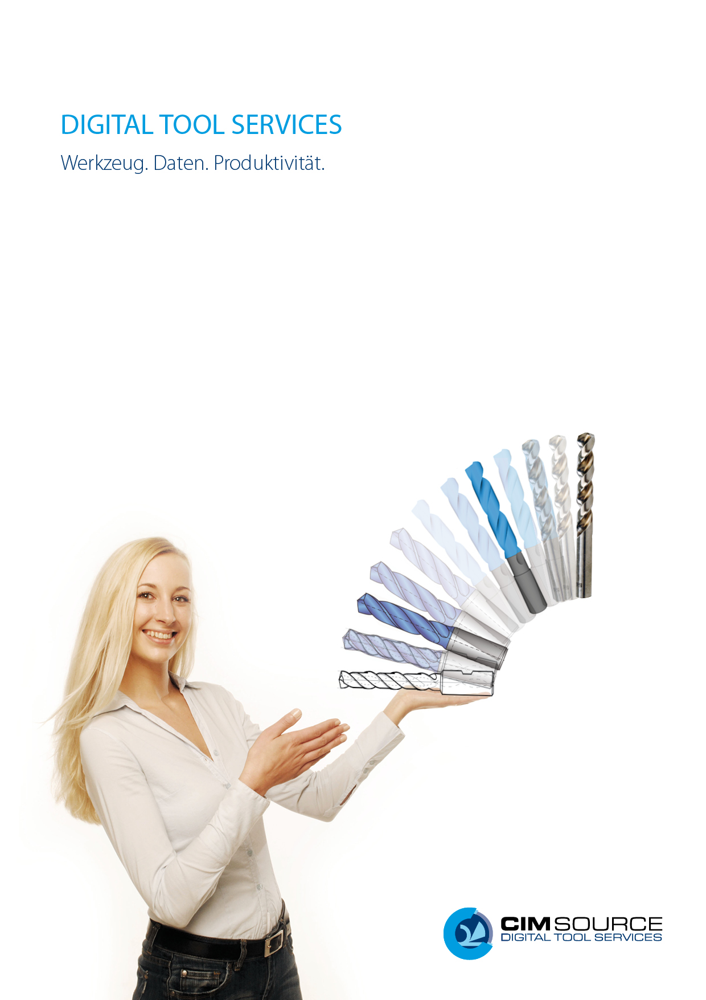 DIGITAL TOOL SERVICES
Werkzeug. Daten. Produktivität.
CIMSOURCE
DIGITAL TOOL SERVICES